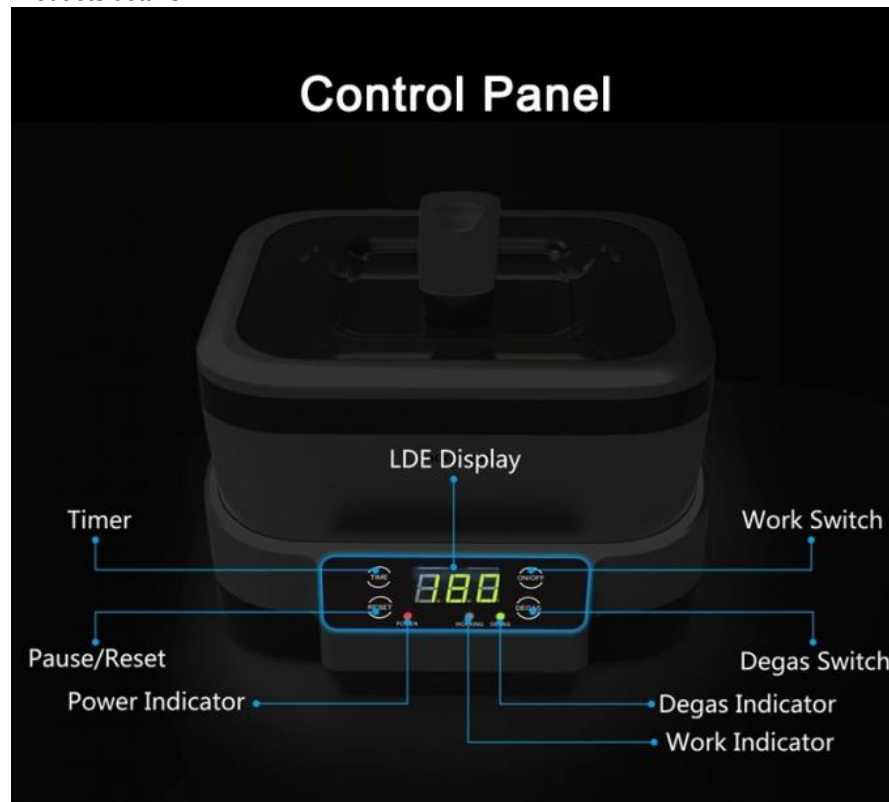 Control Panel
LDE Display
Timer
Work Switch
TIME
180
ON/OFF
RESET
DEGAS
POWER
WORKING
DEGAS
Pause/Reset
Degas Switch
Power Indicator
Degas Indicator
Work Indicator